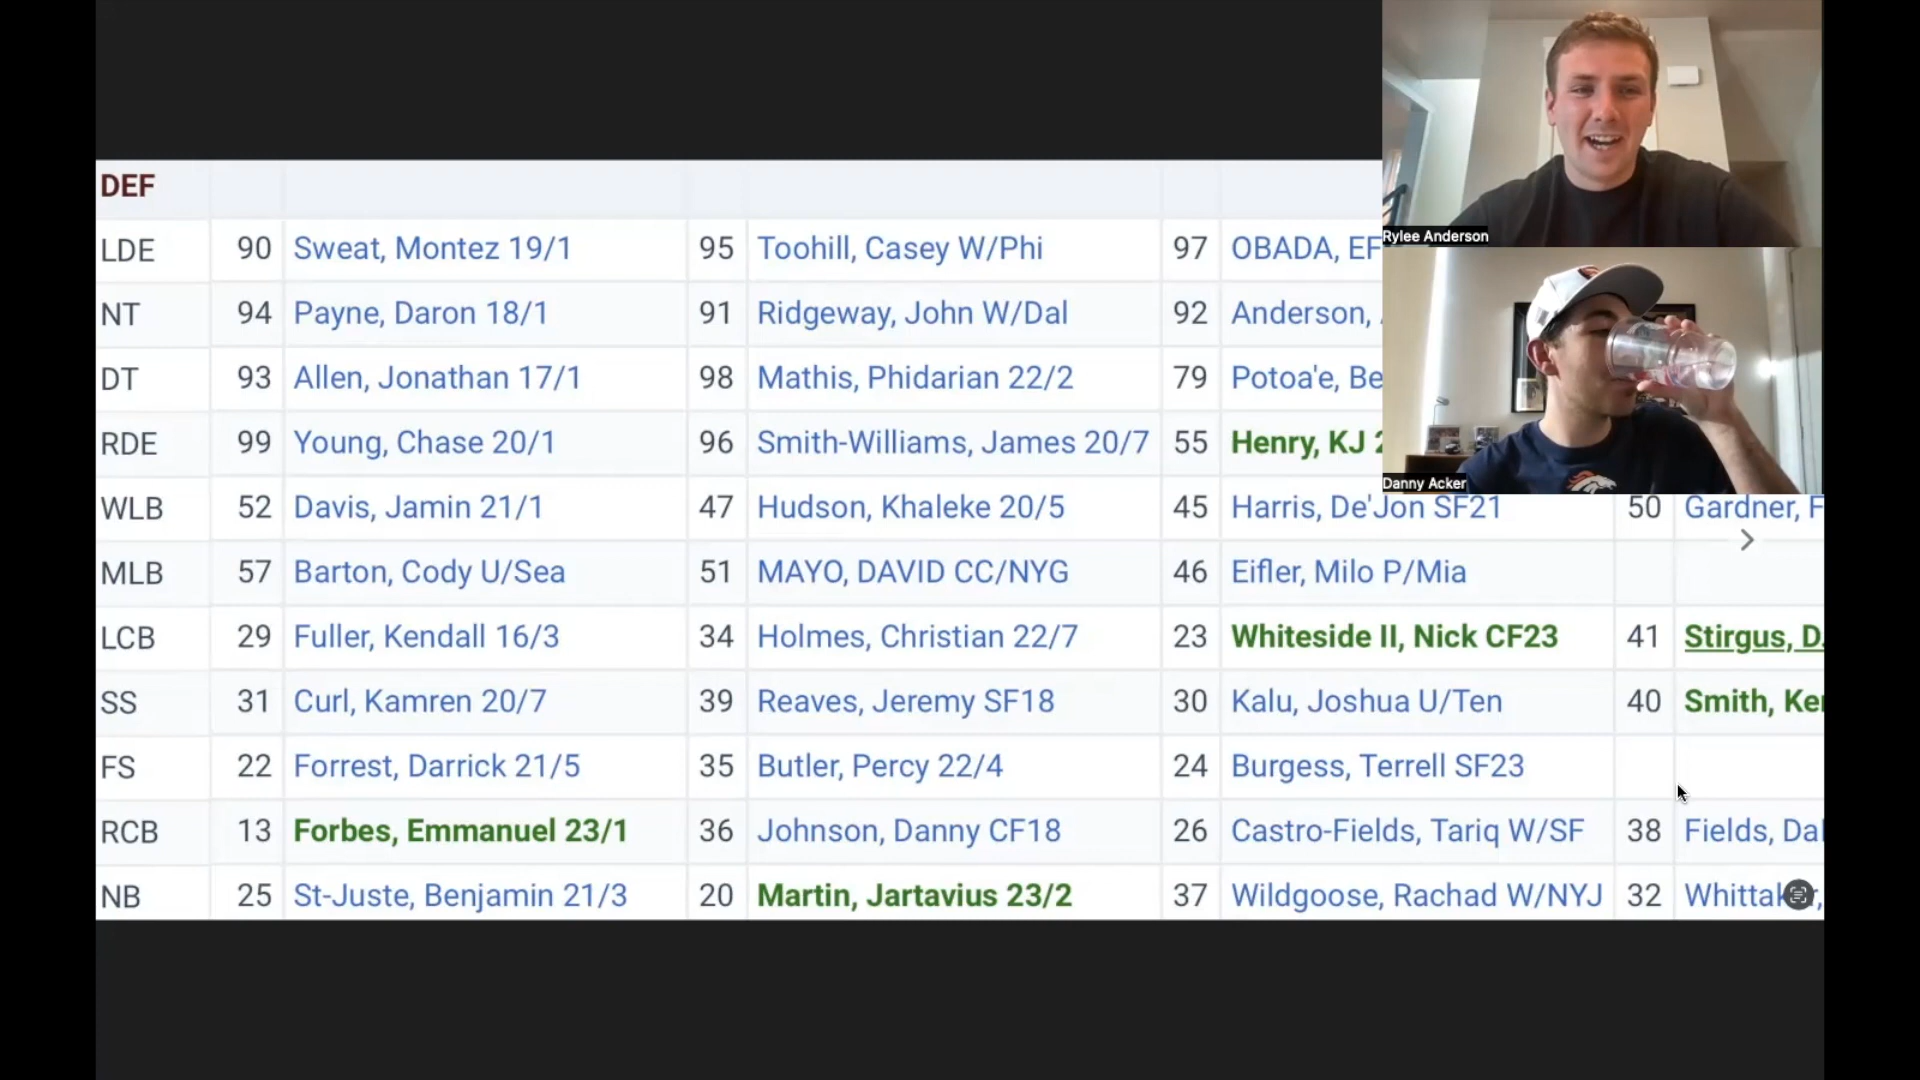 DEF
LDE 90 Sweat, Montez 19/1 95 Toohill, Casey W/Phi 97 OBADA, EF
NT 94 Payne, Daron 18/1 91 Ridgeway, John W/Dal 92 Anderson,
DT 93 Allen, Jonathan 17/1 98 Mathis, Phidarian 22/2 79 Potoa'e, Be
RDE 99 Young, Chase 20/1 96 Smith-Williams, James 20/7 55 Henry, KJ 2
WLB 52 Davis, Jamin 21/1 47 Hudson, Khaleke 20/5 45 Harris, De'Jon SF21 50 Gardner, F
MLB 57 Barton, Cody U/Sea 51 MAYO, DAVID CC/NYG 46 Eifler, Milo P/Mia
LCB 29 Fuller, Kendall 16/3 34 Holmes, Christian 22/7 23 Whiteside II, Nick CF23 41 Stirgus, D
SS 31 Curl, Kamren 20/7 39 Reaves, Jeremy SF18 30 Kalu, Joshua U/Ten 40 Smith, Ke
FS 22 Forrest, Darrick 21/5 35 Butler, Percy 22/4 24 Burgess, Terrell SF23
RCB 13 Forbes, Emmanuel 23/1 36 Johnson, Danny CF18 26 Castro-Fields, Tariq W/SF 38 Fields, Da
NB 25 St-Juste, Benjamin 21/3 20 Martin, Jartavius 23/2 37 Wildgoose, Rachad W/NYJ 32 Whittak
Rylee Anderson
Danny Acker